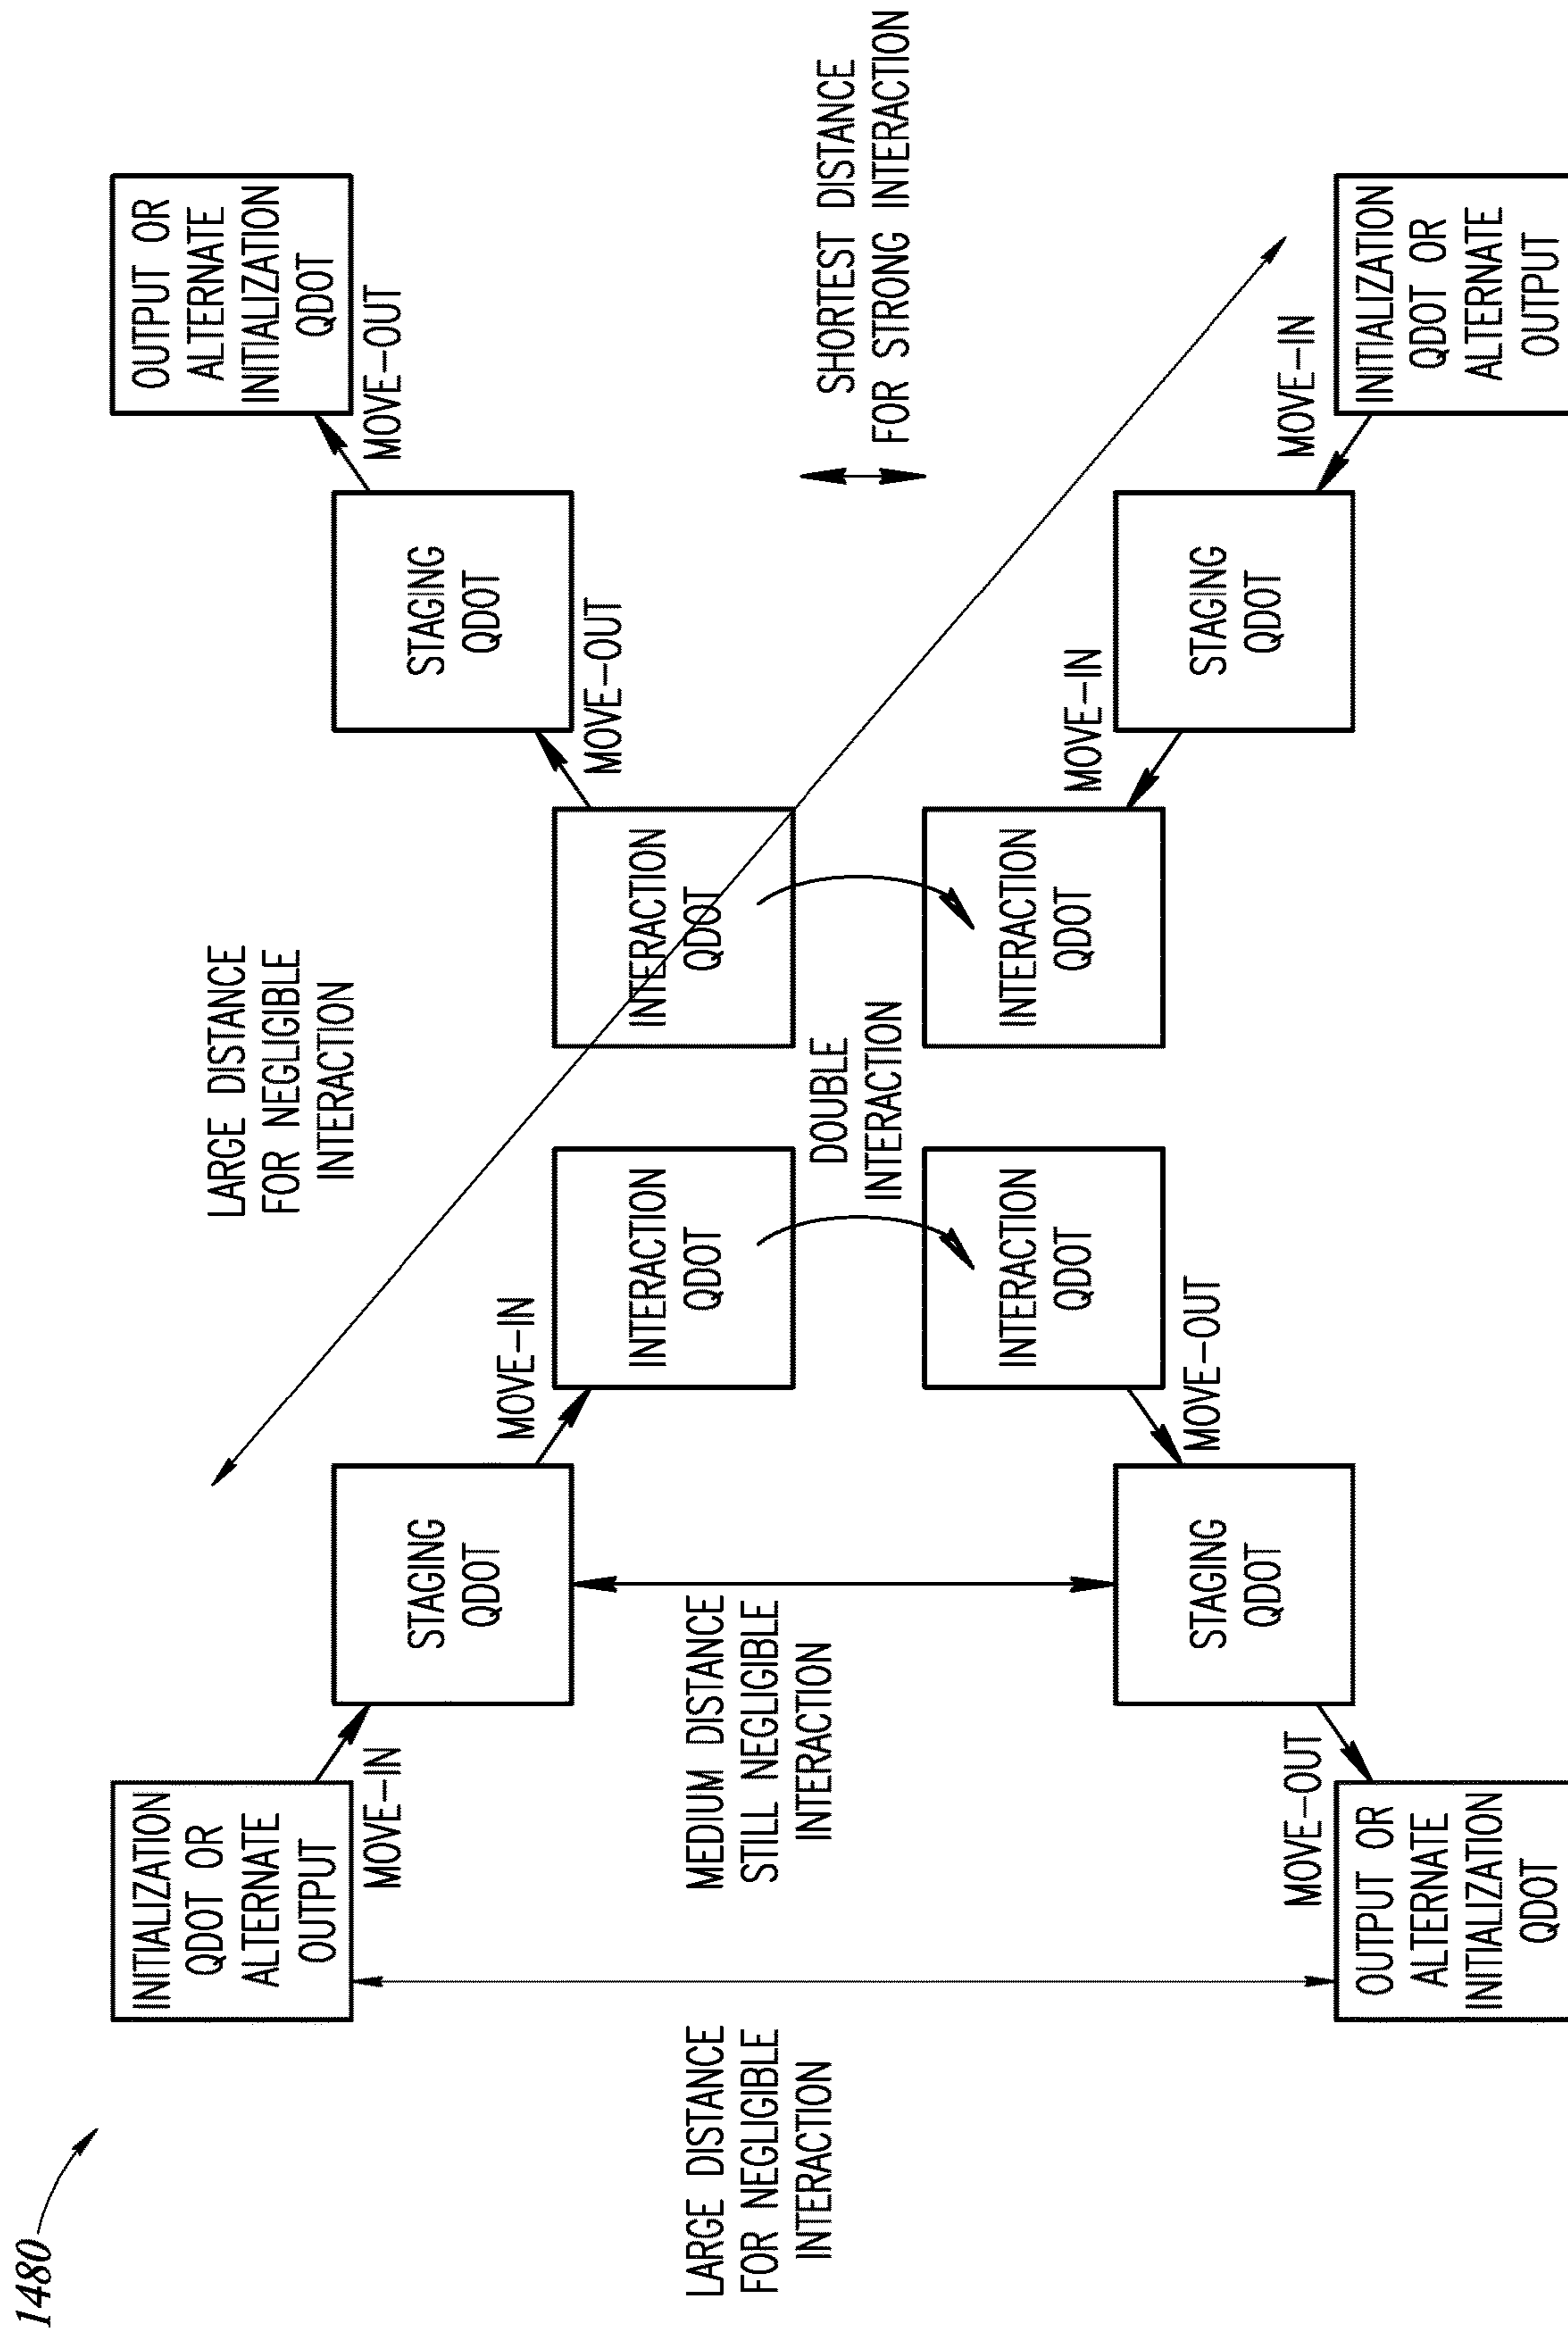 1480
INITIALIZATION
QDOT OR
ALTERNATE
OUTPUT
OUTPUT OR
ALTERNATE
INITIALIZATION
QDOT
LARGE DISTANCE
FOR NEGLIGIBLE
INTERACTION
MOVE-IN
MOVE-OUT
STAGING
QDOT
STAGING
QDOT
MOVE-IN
MOVE-OUT
INTERACTION
QDOT
INTERACTION
QDOT
LARGE DISTANCE
FOR NEGLIGIBLE
INTERACTION
MEDIUM DISTANCE
STILL NEGLIGIBLE
INTERACTION
DOUBLE
INTERACTION
SHORTEST DISTANCE
FOR STRONG INTERACTION
INTERACTION
QDOT
INTERACTION
QDOT
MOVE-OUT
MOVE-IN
STAGING
QDOT
STAGING
QDOT
MOVE-OUT
MOVE-IN
OUTPUT OR
ALTERNATE
INITIALIZATION
QDOT
INITIALIZATION
QDOT OR
ALTERNATE
OUTPUT